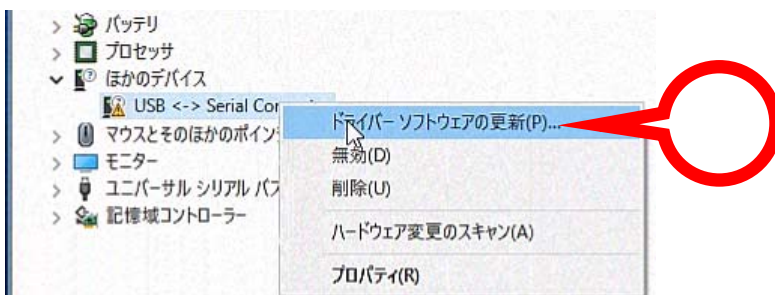 バッテリ
プロセッサ
ほかのデバイス
USB <-> Serial Con
ドライバー ソフトウェアの更新(P)...
マウスとそのほかのポイン
無効(D)
モニター
ユニバーサル シリアル バス
削除(U)
記憶域コントローラー
ハードウェア変更のスキャン(A)
プロパティ(R)